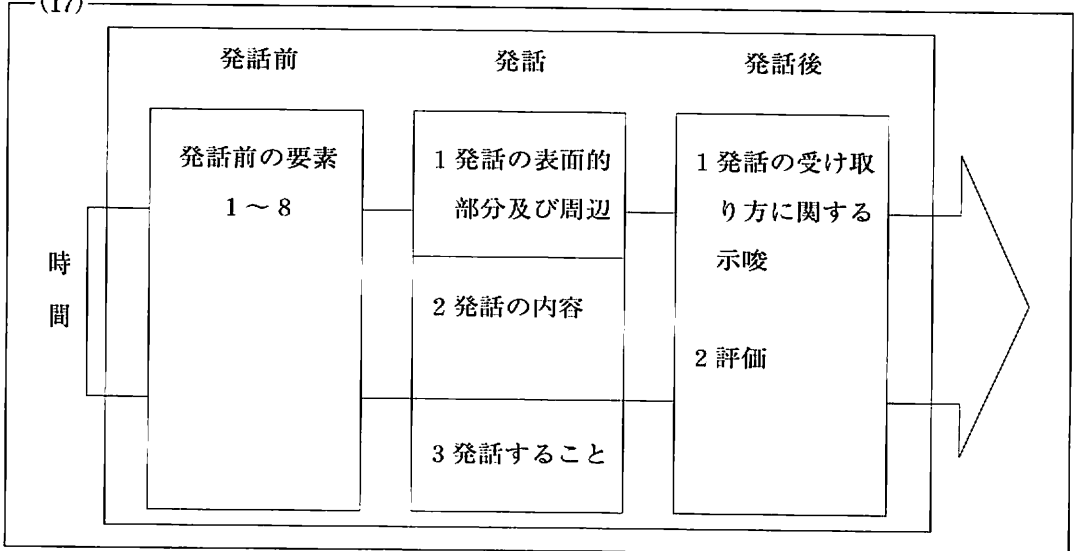 (17)
発話前
発話
発話後
時間
発話前の要素
1～8
1 発話の表面的
部分及び周辺
2 発話の内容
3 発話すること
1 発話の受け取
り方に関する
示唆
2 評価